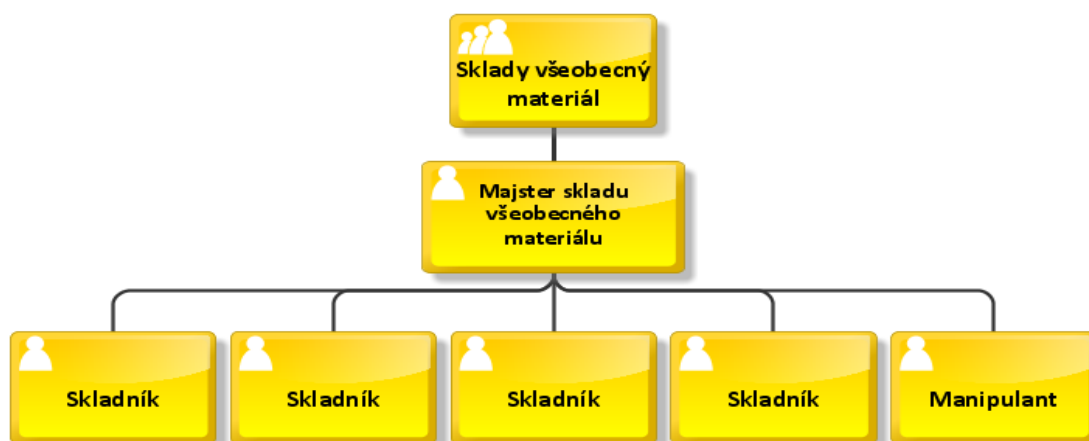 Sklady všeobecný
materiál
Majster skladu
všeobecného
materiálu
Skladník
Skladník
Skladník
Skladník
Manipulant